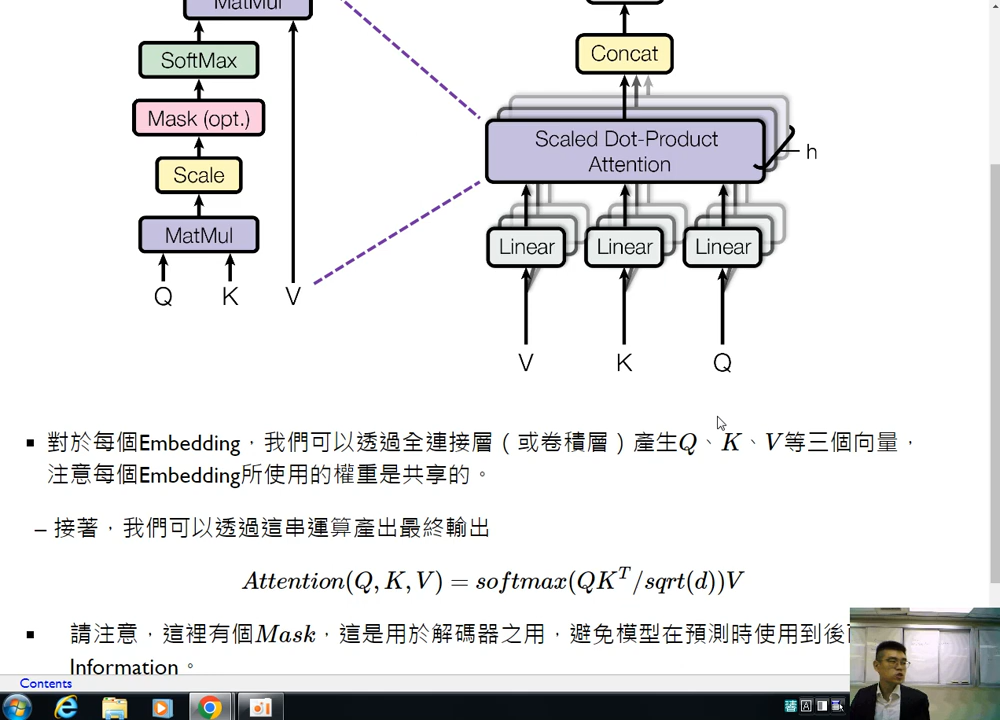 MatMul
SoftMax
Mask (opt.)
Scale
MatMul
Q K V
Concat
Scaled Dot-Product
Attention
h
Linear Linear Linear
V K Q
▪ 對於每個Embedding，我們可以透過全連接層（或卷積層）產生Q、K、V等三個向量，
注意每個Embedding所使用的權重是共享的。
– 接著，我們可以透過這串運算產出最終輸出
Attention(Q, K, V) = softmax(QK^T/sqrt(d))V
▪ 請注意，這裡有個Mask，這是用於解碼器之用，避免模型在預測時使用到後
Information。
Contents